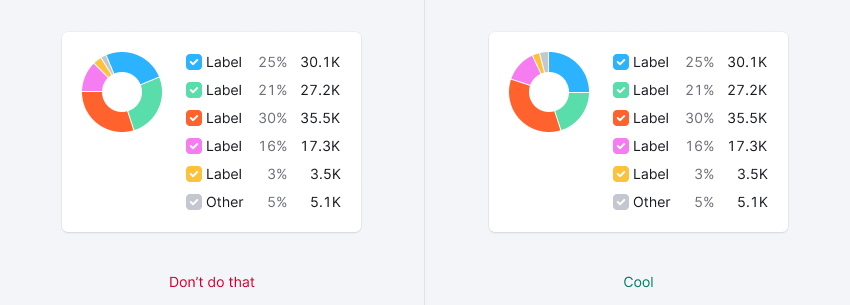 Label 25% 30.1K
Label 21% 27.2K
Label 30% 35.5K
Label 16% 17.3K
Label 3% 3.5K
Other 5% 5.1K
Don't do that
Label 25% 30.1K
Label 21% 27.2K
Label 30% 35.5K
Label 16% 17.3K
Label 3% 3.5K
Other 5% 5.1K
Cool